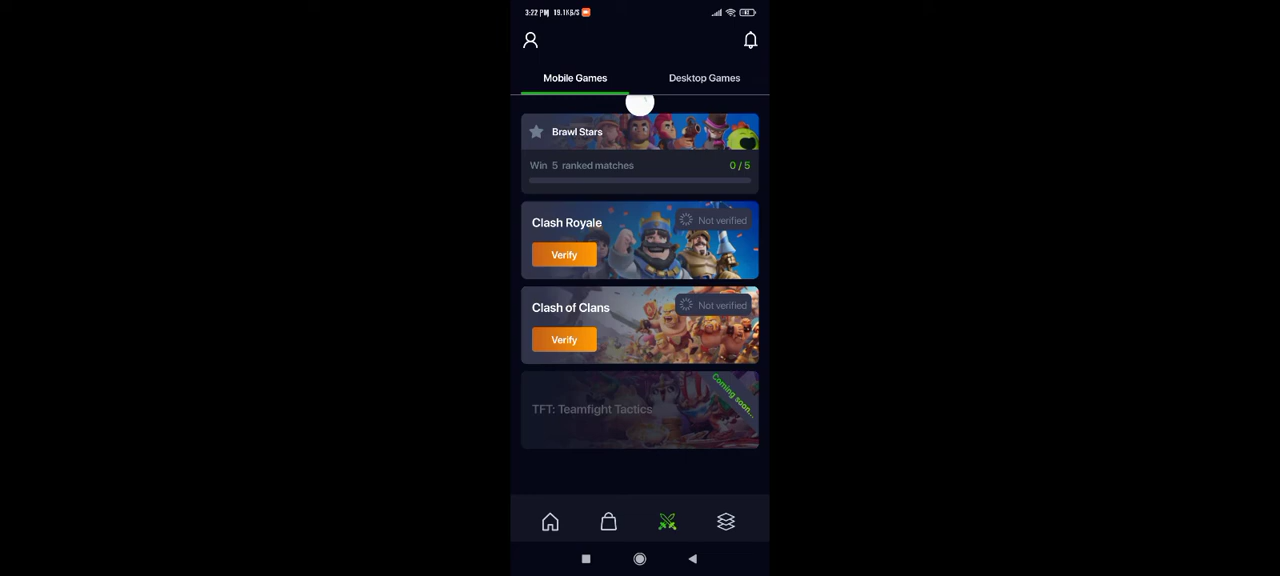 3:22 PM 19.1KB/S
Mobile Games
Desktop Games
Brawl Stars
Win 5 ranked matches
0 / 5
Clash Royale
Not verified
Verify
Clash of Clans
Not verified
Verify
Coming soon...
TFT: Teamfight Tactics